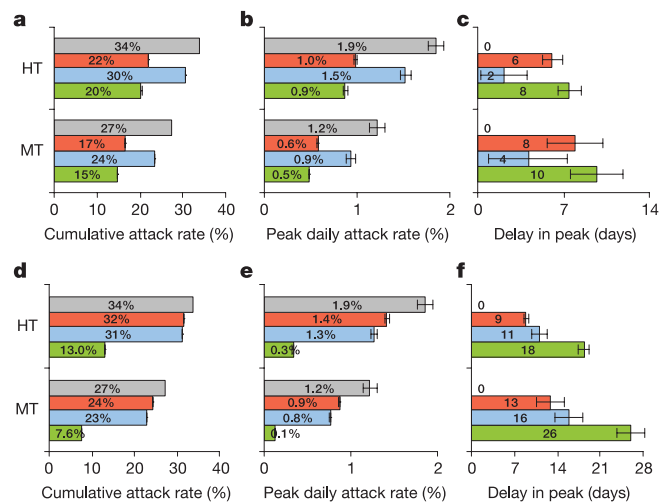 a b c
34% 1.9% 0
22% 1.0% 6
HT
30% 1.5% 2
20% 0.9% 8
27% 1.2% 0
17% 0.6% 8
MT
24% 0.9% 4
15% 0.5% 10
0 10 20 30 40 0 1 2 0 7 14
Cumulative attack rate (%) Peak daily attack rate (%) Delay in peak (days)
d e f
34% 1.9% 0
32% 1.4% 9
HT
31% 1.3% 11
13.0% 0.3% 18
27% 1.2% 0
24% 0.9% 13
MT
23% 0.8% 16
7.6% 0.1% 26
0 10 20 30 40 0 1 2 0 7 14 21 28
Cumulative attack rate (%) Peak daily attack rate (%) Delay in peak (days)